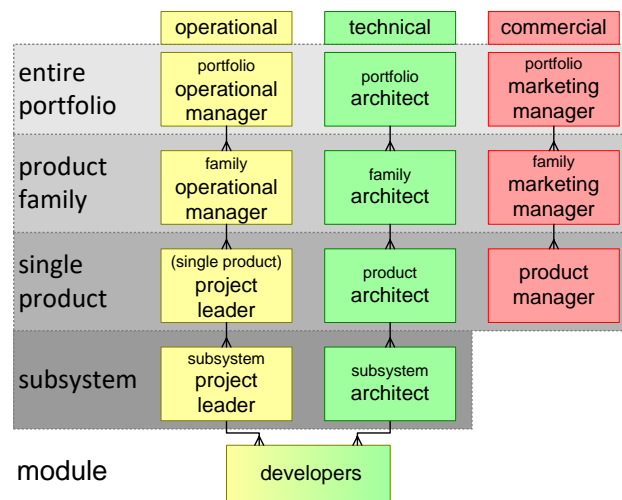 operational
technical
commercial
entire
portfolio
portfolio
operational
manager
portfolio
architect
portfolio
marketing
manager
product
family
family
operational
manager
family
architect
family
marketing
manager
single
product
(single product)
project
leader
product
architect
product
manager
subsystem
subsystem
project
leader
subsystem
architect
module
developers